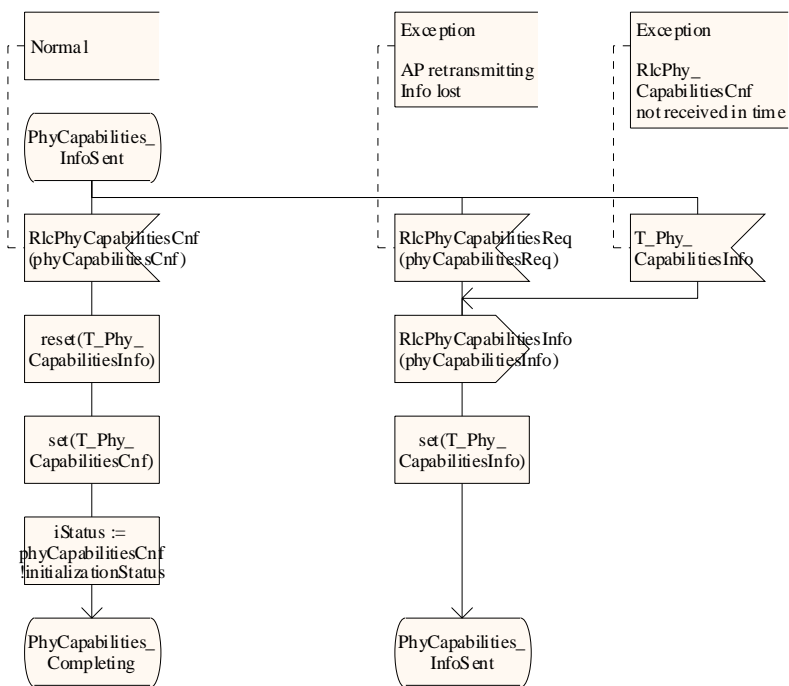 Normal
Exception
AP retransmitting
Info lost
Exception
RlcPhy_
CapabilitiesCnf
not received in time
PhyCapabilities_
InfoSent
RlcPhyCapabilitiesCnf
(phyCapabilitiesCnf)
RlcPhyCapabilitiesReq
(phyCapabilitiesReq)
T_Phy_
CapabilitiesInfo
reset(T_Phy_
CapabilitiesInfo)
RlcPhyCapabilitiesInfo
(phyCapabilitiesInfo)
set(T_Phy_
CapabilitiesCnf)
set(T_Phy_
CapabilitiesInfo)
iStatus :=
phyCapabilitiesCnf
!initializationStatus
PhyCapabilities_
Completing
PhyCapabilities_
InfoSent